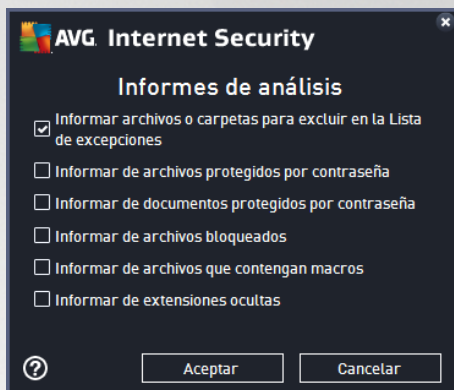 AVG Internet Security
Informes de análisis
Informar archivos o carpetas para excluir en la Lista
de excepciones
Informar de archivos protegidos por contraseña
Informar de documentos protegidos por contraseña
Informar de archivos bloqueados
Informar de archivos que contengan macros
Informar de extensiones ocultas
? Aceptar Cancelar